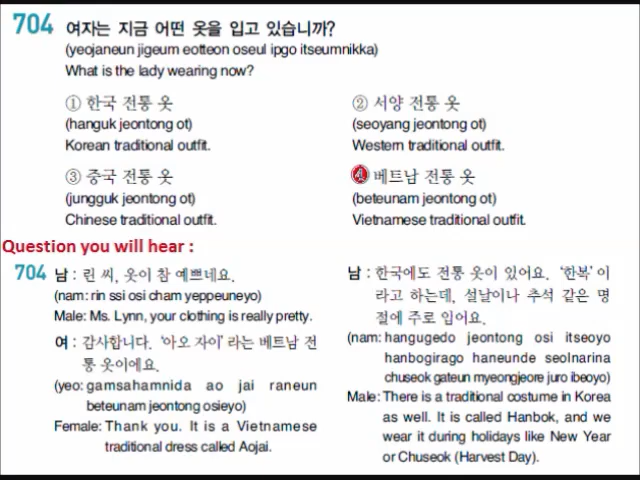 704 여자는 지금 어떤 옷을 입고 있습니까?
(yeojaneun jigeum eotteon oseul ipgo itseumnikka)
What is the lady wearing now?
① 한국 전통 옷
(hanguk jeontong ot)
Korean traditional outfit.
② 서양 전통 옷
(seoyang jeontong ot)
Western traditional outfit.
③ 중국 전통 옷
(jungguk jeontong ot)
Chinese traditional outfit.
④ 베트남 전통 옷
(beteunam jeontong ot)
Vietnamese traditional outfit.
Question you will hear :
704 남 : 린 씨, 옷이 참 예쁘네요.
(nam: rin ssi osi cham yeppeuneyo)
Male: Ms. Lynn, your clothing is really pretty.
여 : 감사합니다. ‘아오 자이’ 라는 베트남 전
통 옷이에요.
(yeo: gamsahamnida ao jai raneun
beteunam jeontong osieyo)
Female: Thank you. It is a Vietnamese
traditional dress called Aojai.
남 : 한국에도 전통 옷이 있어요. ‘한복’ 이
라고 하는데, 설날이나 추석 같은 명
절에 주로 입어요.
(nam: hangugedo jeontong osi itseoyo
hanbogirago haneunde seolnarina
chuseok gateun myeongjeore juro ibeoyo)
Male: There is a traditional costume in Korea
as well. It is called Hanbok, and we
wear it during holidays like New Year
or Chuseok (Harvest Day).